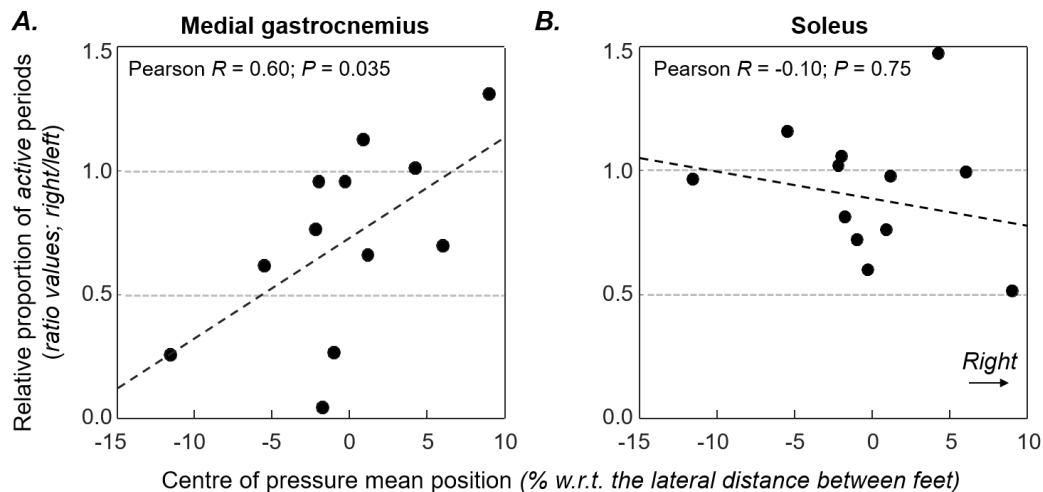 A.
Medial gastrocnemius
B.
Soleus
Relative proportion of active periods
(ratio values; right/left)
1.5
1.0
0.5
0.0
Pearson R = 0.60; P = 0.035
-15 -10 -5 0 5 10
1.5
1.0
0.5
0.0
Pearson R = -0.10; P = 0.75
Right
-15 -10 -5 0 5 10
Centre of pressure mean position (% w.r.t. the lateral distance between feet)